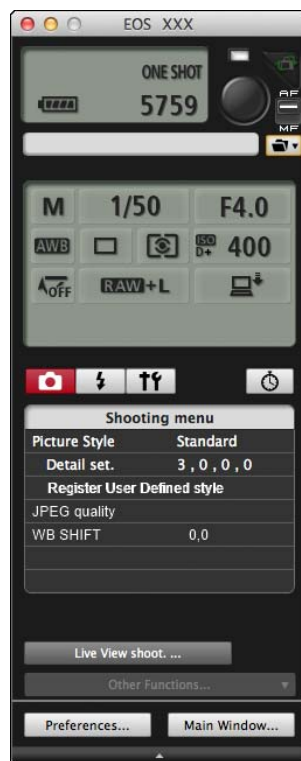 EOS XXX
ONE SHOT
5759
AF
MF
M 1/50 F4.0
AWB ISO D+ 400
OFF RAW+L
Shooting menu
Picture Style Standard
Detail set. 3 , 0 , 0 , 0
Register User Defined style
JPEG quality
WB SHIFT 0,0
Live View shoot. ...
Other Functions...
Preferences... Main Window...